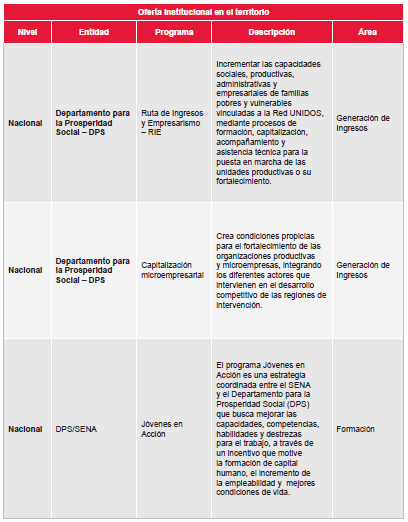 Oferta Institucional en el territorio
Nivel Entidad Programa Descripción Área
Nacional
Departamento para
la Prosperidad
Social – DPS
Ruta de Ingresos
y Empresarismo
– RIE
Incrementar las capacidades
sociales, productivas,
administrativas y
empresariales de familias
pobres y vulnerables
vinculadas a la Red UNIDOS,
mediante procesos de
formación, capitalización,
acompañamiento y
asistencia técnica para la
puesta en marcha de las
unidades productivas o su
fortalecimiento.
Generación de
Ingresos
Nacional
Departamento para
la Prosperidad
Social – DPS
Capitalización
microempresarial
Crea condiciones propicias
para el fortalecimiento de las
organizaciones productivas
y microempresas, integrando
los diferentes actores que
intervienen en el desarrollo
competitivo de las regiones de
intervención.
Generación de
Ingresos
Nacional
DPS/SENA
Jóvenes en
Acción
El programa Jóvenes en
Acción es una estrategia
coordinada entre el SENA
y el Departamento para la
Prosperidad Social (DPS)
que busca mejorar las
capacidades, competencias,
habilidades y destrezas
para el trabajo, a través de
un incentivo que motive
la formación de capital
humano, el incremento de
la empleabilidad y mejores
condiciones de vida.
Formación